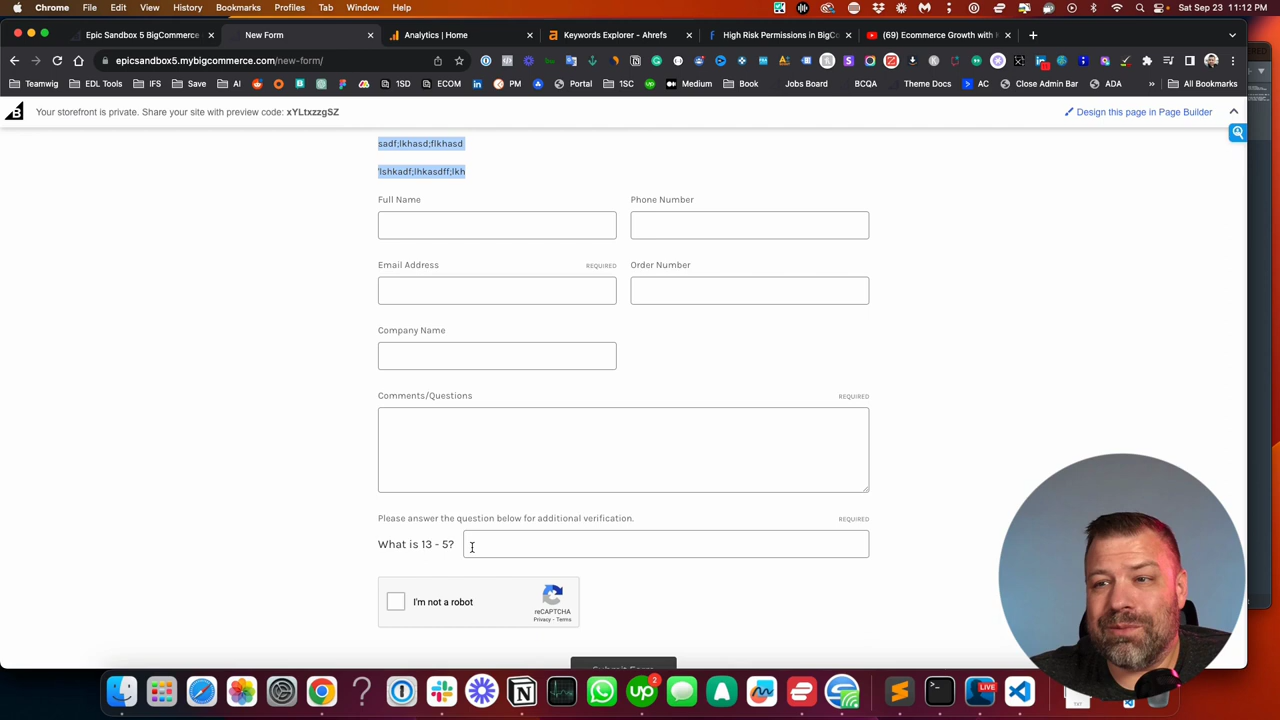 Chrome File Edit View History Bookmarks Profiles Tab Window Help Sat Sep 23 11:12 PM
Epic Sandbox 5 BigCommerce New Form Analytics | Home Keywords Explorer - Ahrefs High Risk Permissions in BigCo (69) Ecommerce Growth with
epicsandbox5.mybigcommerce.com/new-form/
Teamwig EDL Tools IFS Save AI 1SD ECOM PM Portal 1SC Medium Book Jobs Board BCQA Theme Docs AC Close Admin Bar ADA » All Bookmarks
Your storefront is private. Share your site with preview code: xYLtxzzgSZ Design this page in Page Builder
sadf;lkhasd;flkhasd
'lshkadf;lhkasdff;lkh
Full Name Phone Number
Email Address REQUIRED Order Number
Company Name
Comments/Questions REQUIRED
Please answer the question below for additional verification. REQUIRED
What is 13 - 5?
I'm not a robot
reCAPTCHA
Privacy - Terms
LIVE
2